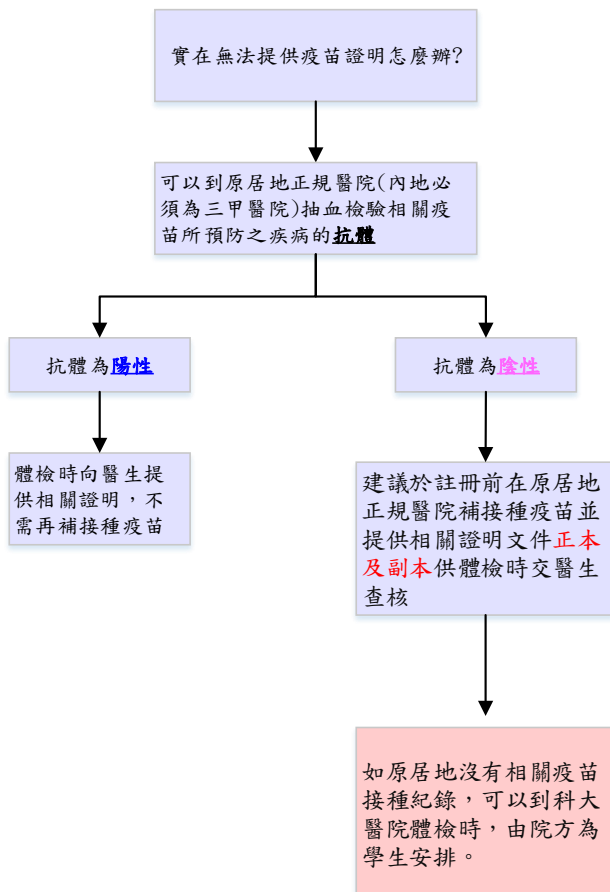 實在無法提供疫苗證明怎麼辦?
可以到原居地正規醫院(內地必
須為三甲醫院)抽血檢驗相關疫
苗所預防之疾病的抗體
抗體為陽性
抗體為陰性
體檢時向醫生提
供相關證明，不
需再補接種疫苗
建議於註冊前在原居地
正規醫院補接種疫苗並
提供相關證明文件正本
及副本供體檢時交醫生
查核
如原居地沒有相關疫苗
接種紀錄，可以到科大
醫院體檢時，由院方為
學生安排。